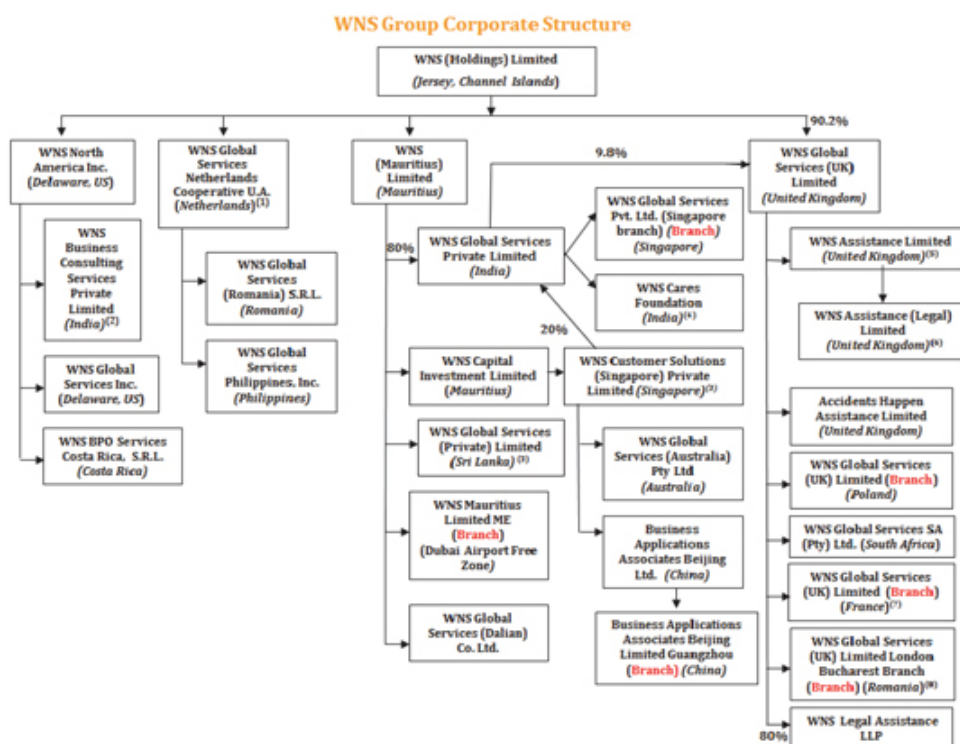 WNS Group Corporate Structure
WNS (Holdings) Limited
(Jersey, Channel Islands)
90.2%
WNS North
America Inc.
(Delaware, US)
WNS Global
Services
Netherlands
Cooperative U.A.
(Netherlands)(1)
WNS
(Mauritius)
Limited
(Mauritius)
9.8%
WNS Global
Services (UK)
Limited
(United Kingdom)
WNS
Business
Consulting
Services
Private
Limited
(India)(2)
WNS Global
Services Inc.
(Delaware, US)
WNS BPO Services
Costa Rica, S.R.L.
(Costa Rica)
WNS Global
Services
(Romania) S.R.L.
(Romania)
WNS Global
Services
Philippines, Inc.
(Philippines)
80%
WNS Global Services
Private Limited
(India)
WNS Global Services
Pvt. Ltd. (Singapore
branch) (Branch)
(Singapore)
WNS Cares
Foundation
(India)(4)
20%
WNS Capital
Investment Limited
(Mauritius)
WNS Customer Solutions
(Singapore) Private
Limited (Singapore)(2)
WNS Global Services
(Private) Limited
(Sri Lanka) (3)
WNS Mauritius
Limited ME
(Branch)
(Dubai Airport Free
Zone)
WNS Global
Services (Dalian)
Co. Ltd.
WNS Global
Services (Australia)
Pty Ltd
(Australia)
Business
Applications
Associates Beijing
Ltd. (China)
Business Applications
Associates Beijing
Limited Guangzhou
(Branch) (China)
WNS Assistance Limited
(United Kingdom)(5)
WNS Assistance (Legal)
Limited
(United Kingdom)(6)
Accidents Happen
Assistance Limited
(United Kingdom)
WNS Global Services
(UK) Limited (Branch)
(Poland)
WNS Global Services SA
(Pty) Ltd. (South Africa)
WNS Global Services
(UK) Limited (Branch)
(France)(7)
WNS Global Services
(UK) Limited London
Bucharest Branch
(Branch) (Romania)(8)
80%
WNS Legal Assistance
LLP